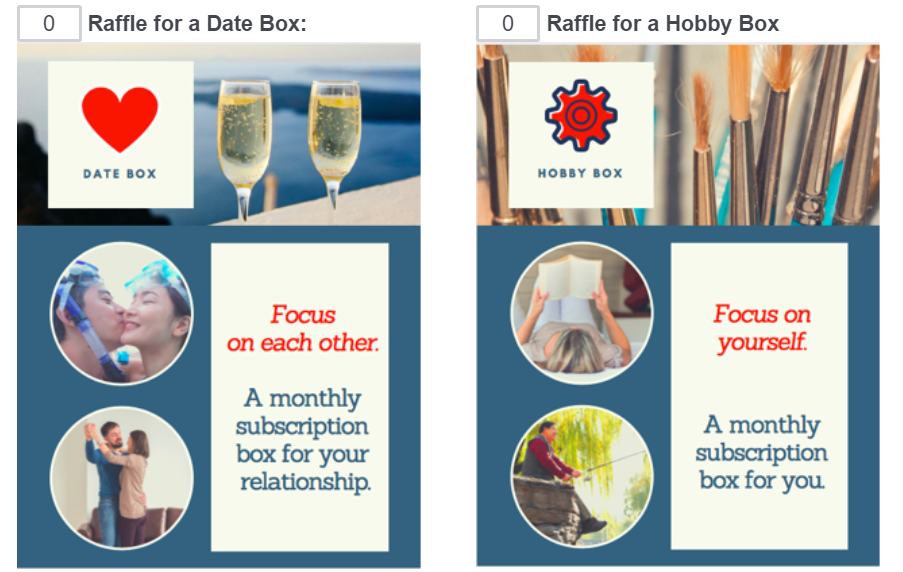 0 Raffle for a Date Box:
DATE BOX
Focus
on each other.
A monthly
subscription
box for your
relationship.
0 Raffle for a Hobby Box
HOBBY BOX
Focus on
yourself.
A monthly
subscription
box for you.